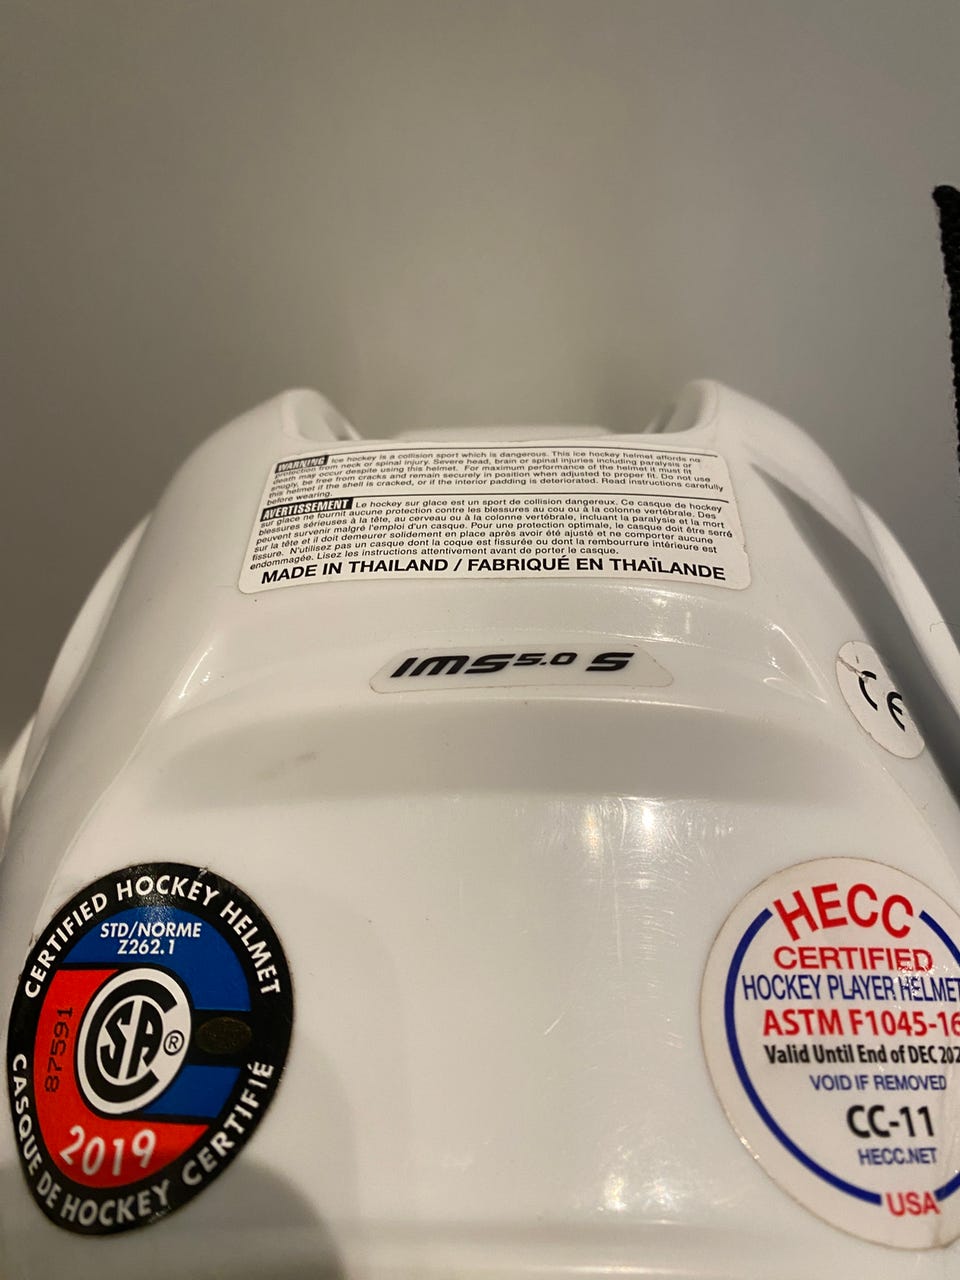 WARNING Ice hockey is a collision sport which is dangerous. This ice hockey helmet affords no
protection from neck or spinal injury. Severe head, brain or spinal injuries including paralysis or
death may occur despite using this helmet. For maximum performance of the helmet it must fit
snugly, be free from cracks and remain securely in position when adjusted to proper fit. Do not use
this helmet if the shell is cracked, or if the interior padding is deteriorated. Read instructions carefully
before wearing.
AVERTISSEMENT Le hockey sur glace est un sport de collision dangereux. Ce casque de hockey
sur glace ne fournit aucune protection contre les blessures au cou ou à la colonne vertébrale. Des
blessures sérieuses à la tête, au cerveau ou à la colonne vertébrale, incluant la paralysie et la mort
peuvent survenir malgré l'emploi d'un casque. Pour une protection optimale, le casque doit être serré
sur la tête et il doit demeurer solidement en place après avoir été ajusté et ne comporter aucune
fissure. N'utilisez pas un casque dont la coque est fissurée ou dont la rembourrure intérieure est
endommagée. Lisez les instructions attentivement avant de porter le casque.
MADE IN THAILAND / FABRIQUÉ EN THAÏLANDE
IMS 5.0 S
CE
CERTIFIED HOCKEY HELMET
STD/NORME
Z262.1
87591
CSA®
2019
CASQUE DE HOCKEY CERTIFIÉ
HECC
CERTIFIED
HOCKEY PLAYER HELMET
ASTM F1045-16
Valid Until End of DEC 202
VOID IF REMOVED
CC-11
HECC.NET
USA